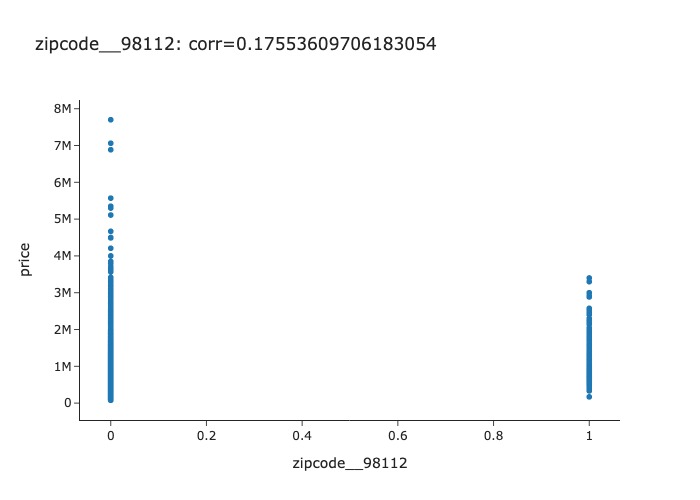 zipcode__98112: corr=0.17553609706183054
8M
7M
6M
5M
4M
3M
2M
1M
0
price
0 0.2 0.4 0.6 0.8 1
zipcode__98112